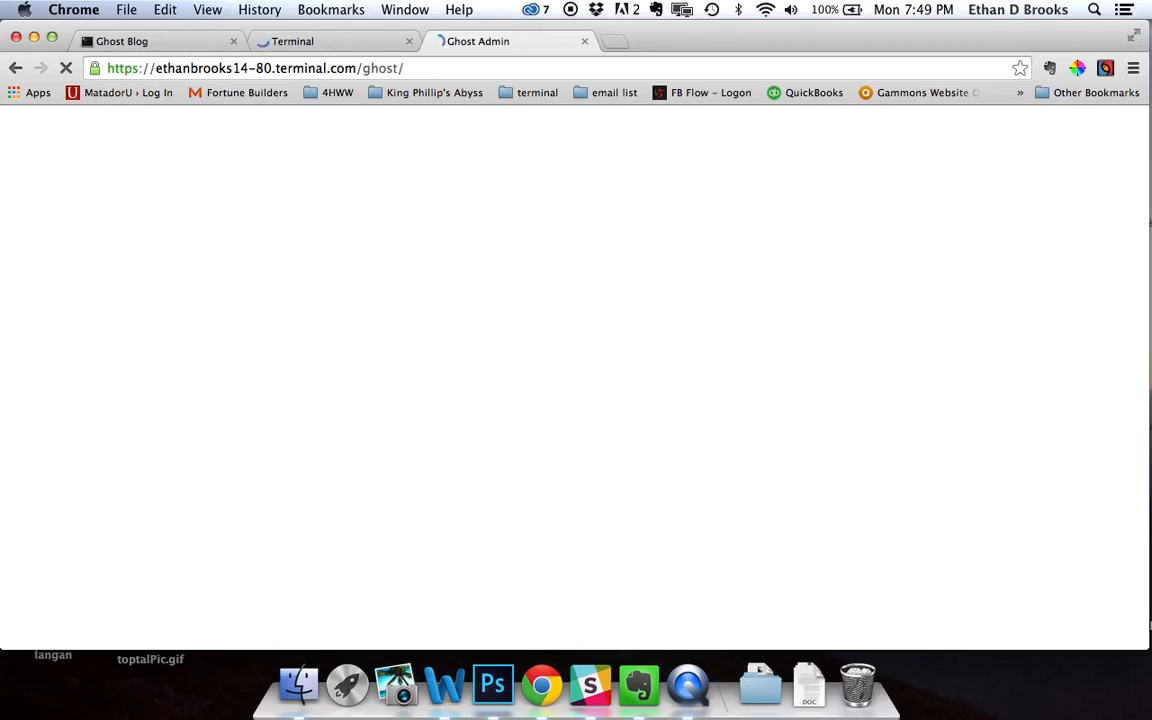 Chrome File Edit View History Bookmarks Window Help 7 2 100% Mon 7:49 PM Ethan D Brooks
Ghost Blog Terminal Ghost Admin
https://ethanbrooks14-80.terminal.com/ghost/
Apps MatadorU › Log In Fortune Builders 4HWW King Phillip's Abyss terminal email list FB Flow - Logon QuickBooks Gammons Website » Other Bookmarks
langan toptalPic.gif
Ps
DOC